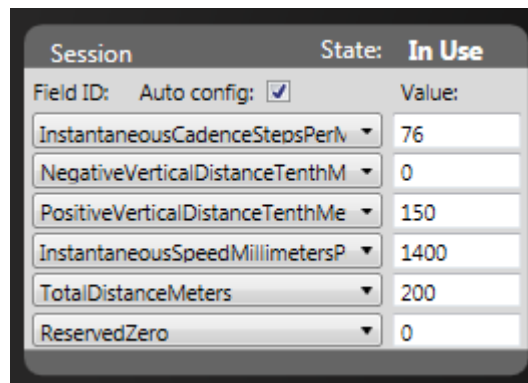 Session State: In Use
Field ID: Auto config: Value:
InstantaneousCadenceStepsPerM 76
NegativeVerticalDistanceTenthM 0
PositiveVerticalDistanceTenthMe 150
InstantaneousSpeedMillimetersP 1400
TotalDistanceMeters 200
ReservedZero 0